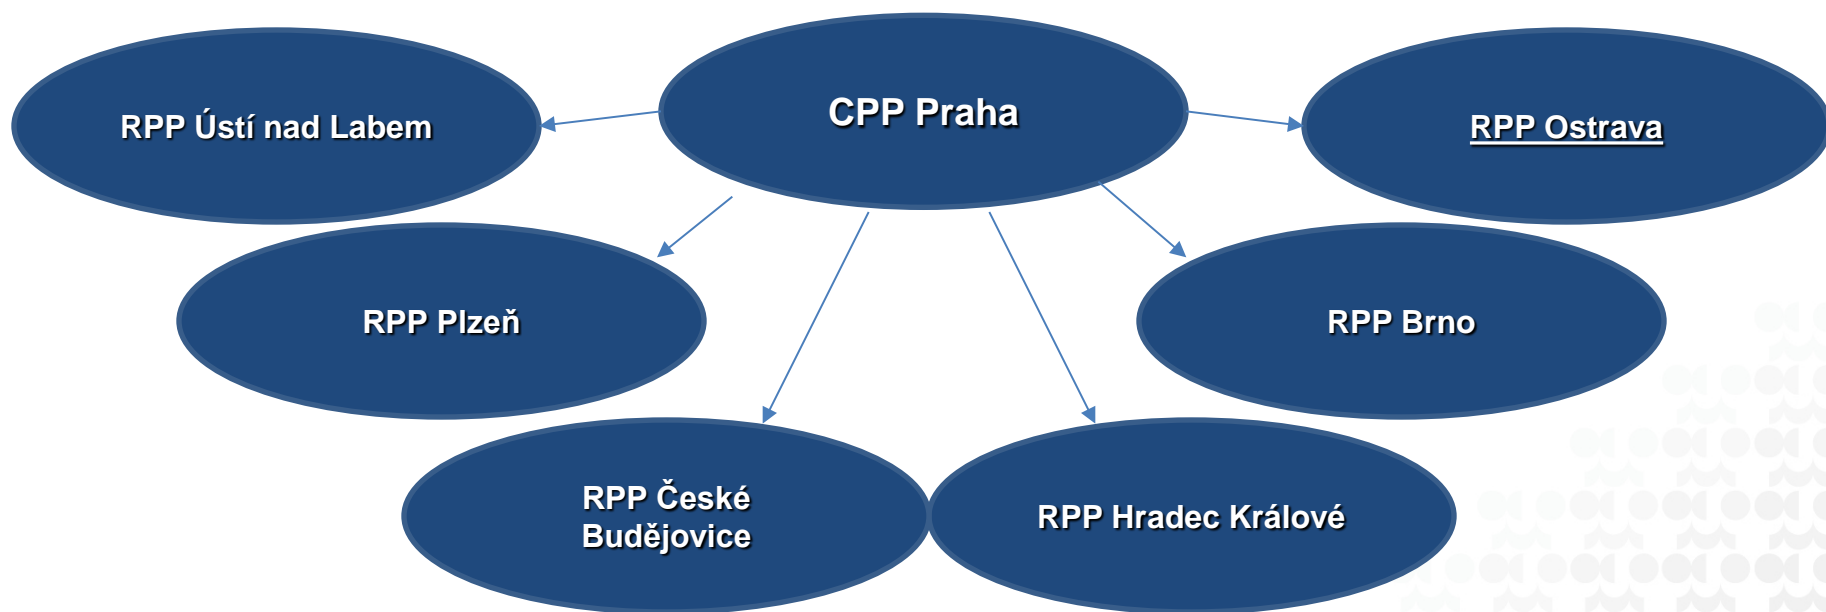 CPP Praha
RPP Ústí nad Labem
RPP Ostrava
RPP Plzeň
RPP Brno
RPP České
Budějovice
RPP Hradec Králové